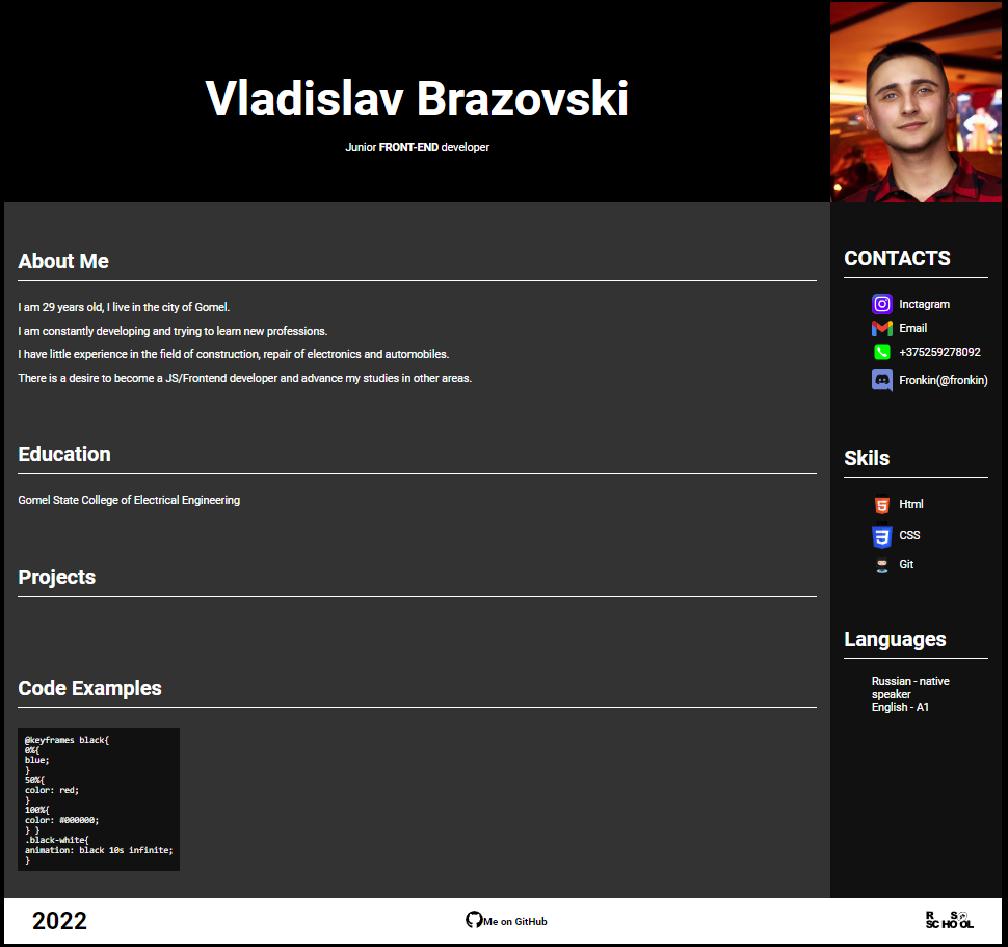 Vladislav Brazovski
Junior FRONT-END developer
About Me
I am 29 years old, I live in the city of Gomel.
I am constantly developing and trying to learn new professions.
I have little experience in the field of construction, repair of electronics and automobiles.
There is a desire to become a JS/Frontend developer and advance my studies in other areas.
Education
Gomel State College of Electrical Engineering
Projects
Code Examples
@keyframes black{
0%{
blue;
}
50%{
color: red;
}
100%{
color: #000000;
} }
.black-white{
animation: black 10s infinite;
}
CONTACTS
Inctagram
Email
+375259278092
Fronkin(@fronkin)
Skils
Html
CSS
Git
Languages
Russian - native
speaker
English - A1
2022
Me on GitHub
RS
SCHOOL